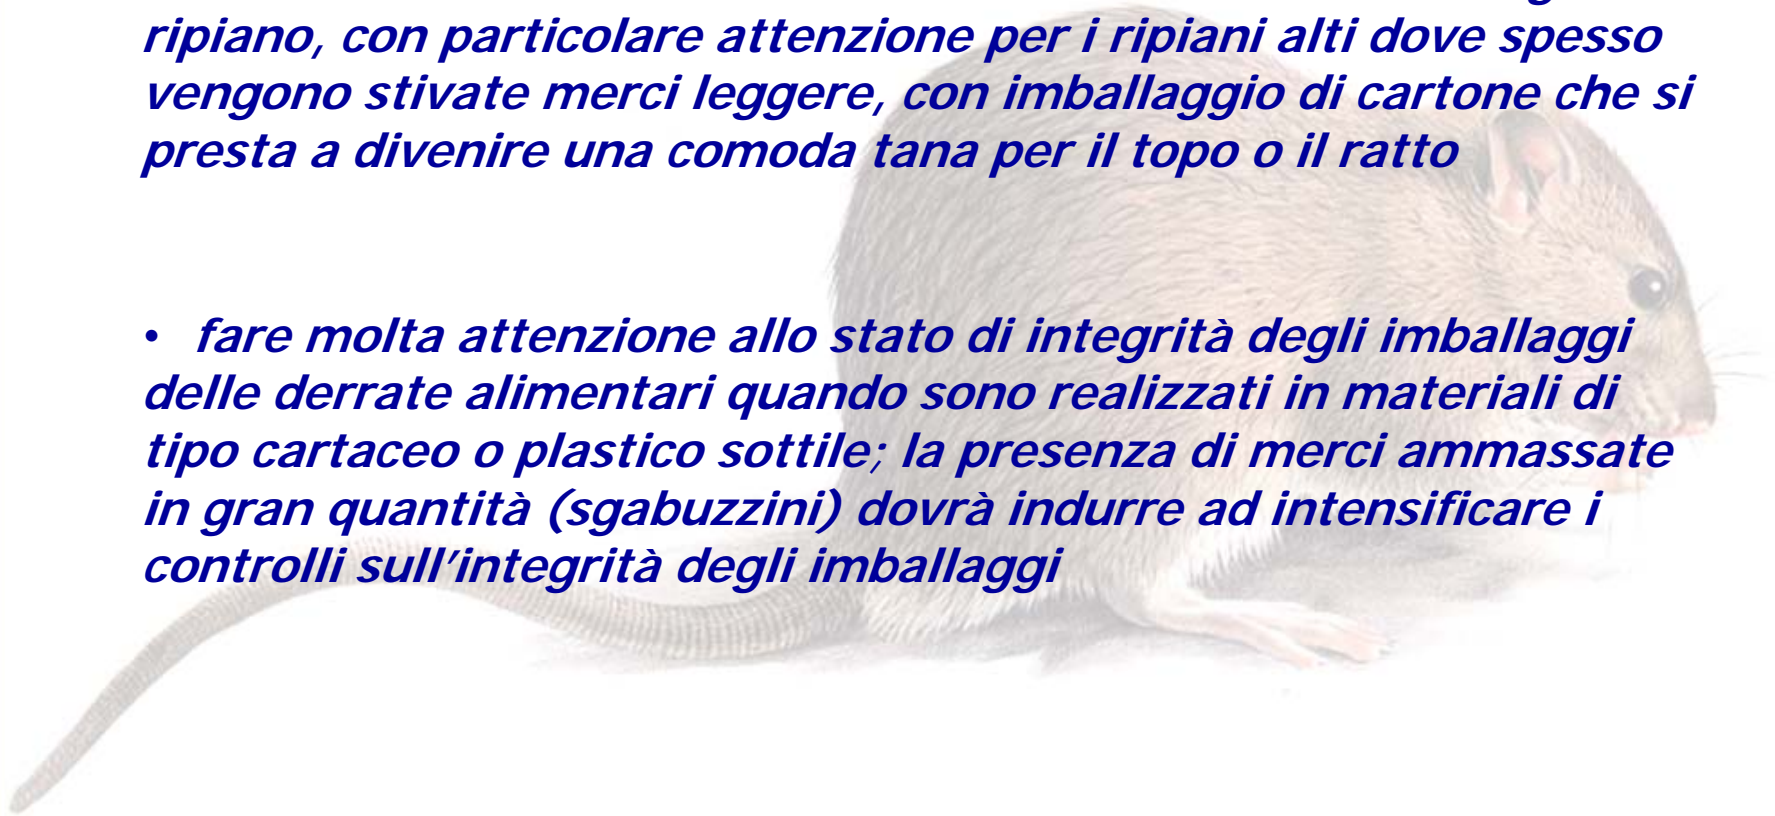 ripiano, con particolare attenzione per i ripiani alti dove spesso
vengono stivate merci leggere, con imballaggio di cartone che si
presta a divenire una comoda tana per il topo o il ratto
• fare molta attenzione allo stato di integrità degli imballaggi
delle derrate alimentari quando sono realizzati in materiali di
tipo cartaceo o plastico sottile; la presenza di merci ammassate
in gran quantità (sgabuzzini) dovrà indurre ad intensificare i
controlli sull'integrità degli imballaggi